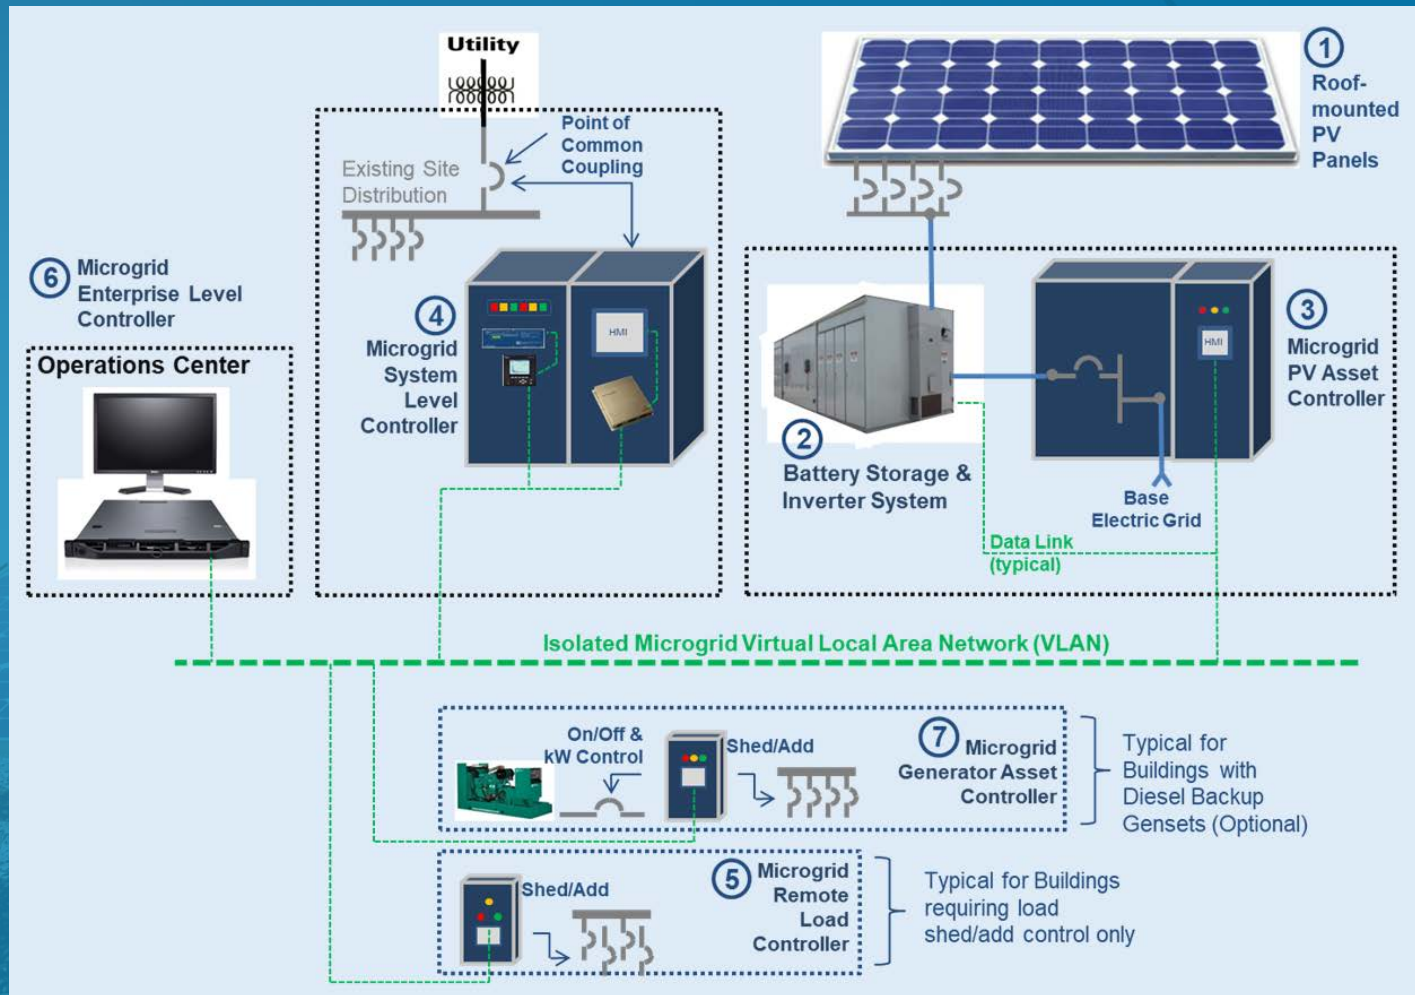 Utility
Point of
Common
Coupling
Existing Site
Distribution
1
Roof-
mounted
PV
Panels
6
Microgrid
Enterprise Level
Controller
Operations Center
4
Microgrid
System
Level
Controller
HMI
2
Battery Storage &
Inverter System
HMI
3
Microgrid
PV Asset
Controller
Base
Electric Grid
Data Link
(typical)
Isolated Microgrid Virtual Local Area Network (VLAN)
On/Off &
kW Control
Shed/Add
7
Microgrid
Generator Asset
Controller
Typical for
Buildings with
Diesel Backup
Gensets (Optional)
Shed/Add
5
Microgrid
Remote
Load
Controller
Typical for Buildings
requiring load
shed/add control only